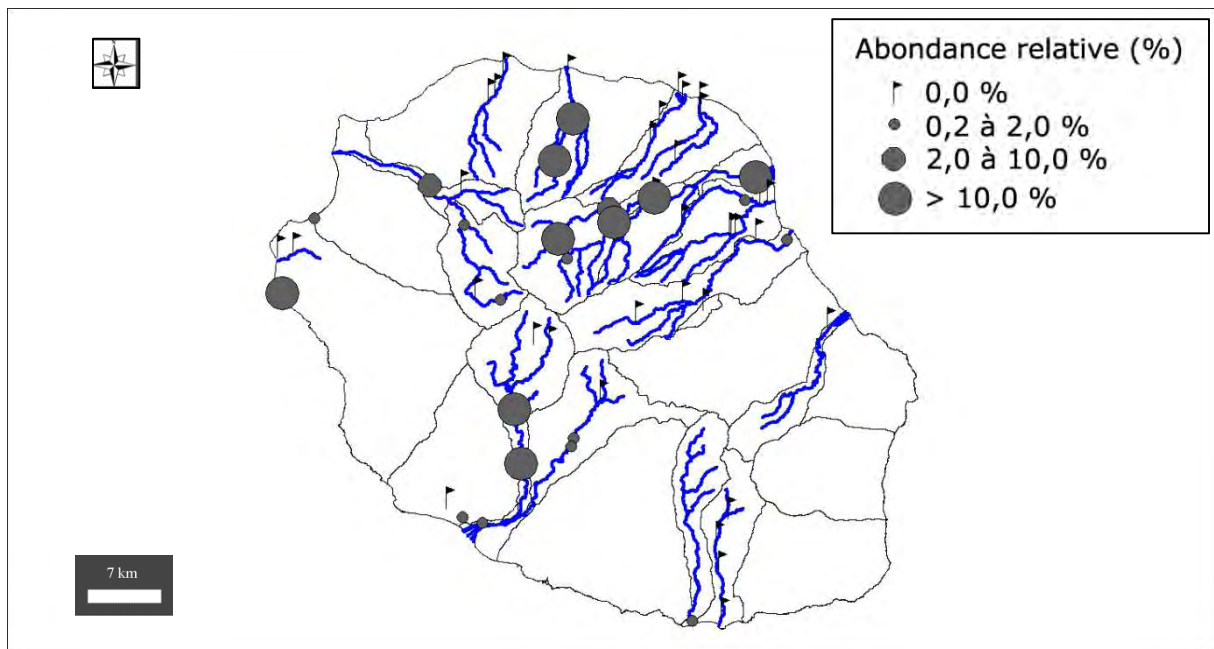 Abondance relative (%)
0,0 %
0,2 à 2,0 %
2,0 à 10,0 %
> 10,0 %
7 km